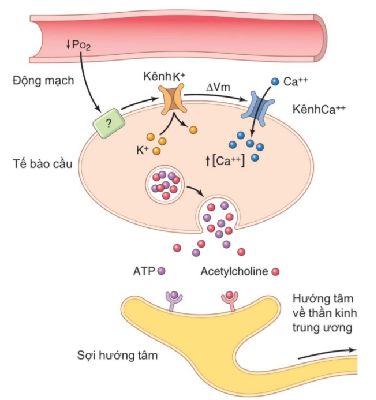 ↓Po₂
Động mạch
Kênh K⁺
ΔVm
Ca⁺⁺
KênhCa⁺⁺
?
K⁺
↑[Ca⁺⁺]
Tế bào cầu
ATP
Acetylcholine
Hướng tâm
về thần kinh
trung ương
Sợi hướng tâm